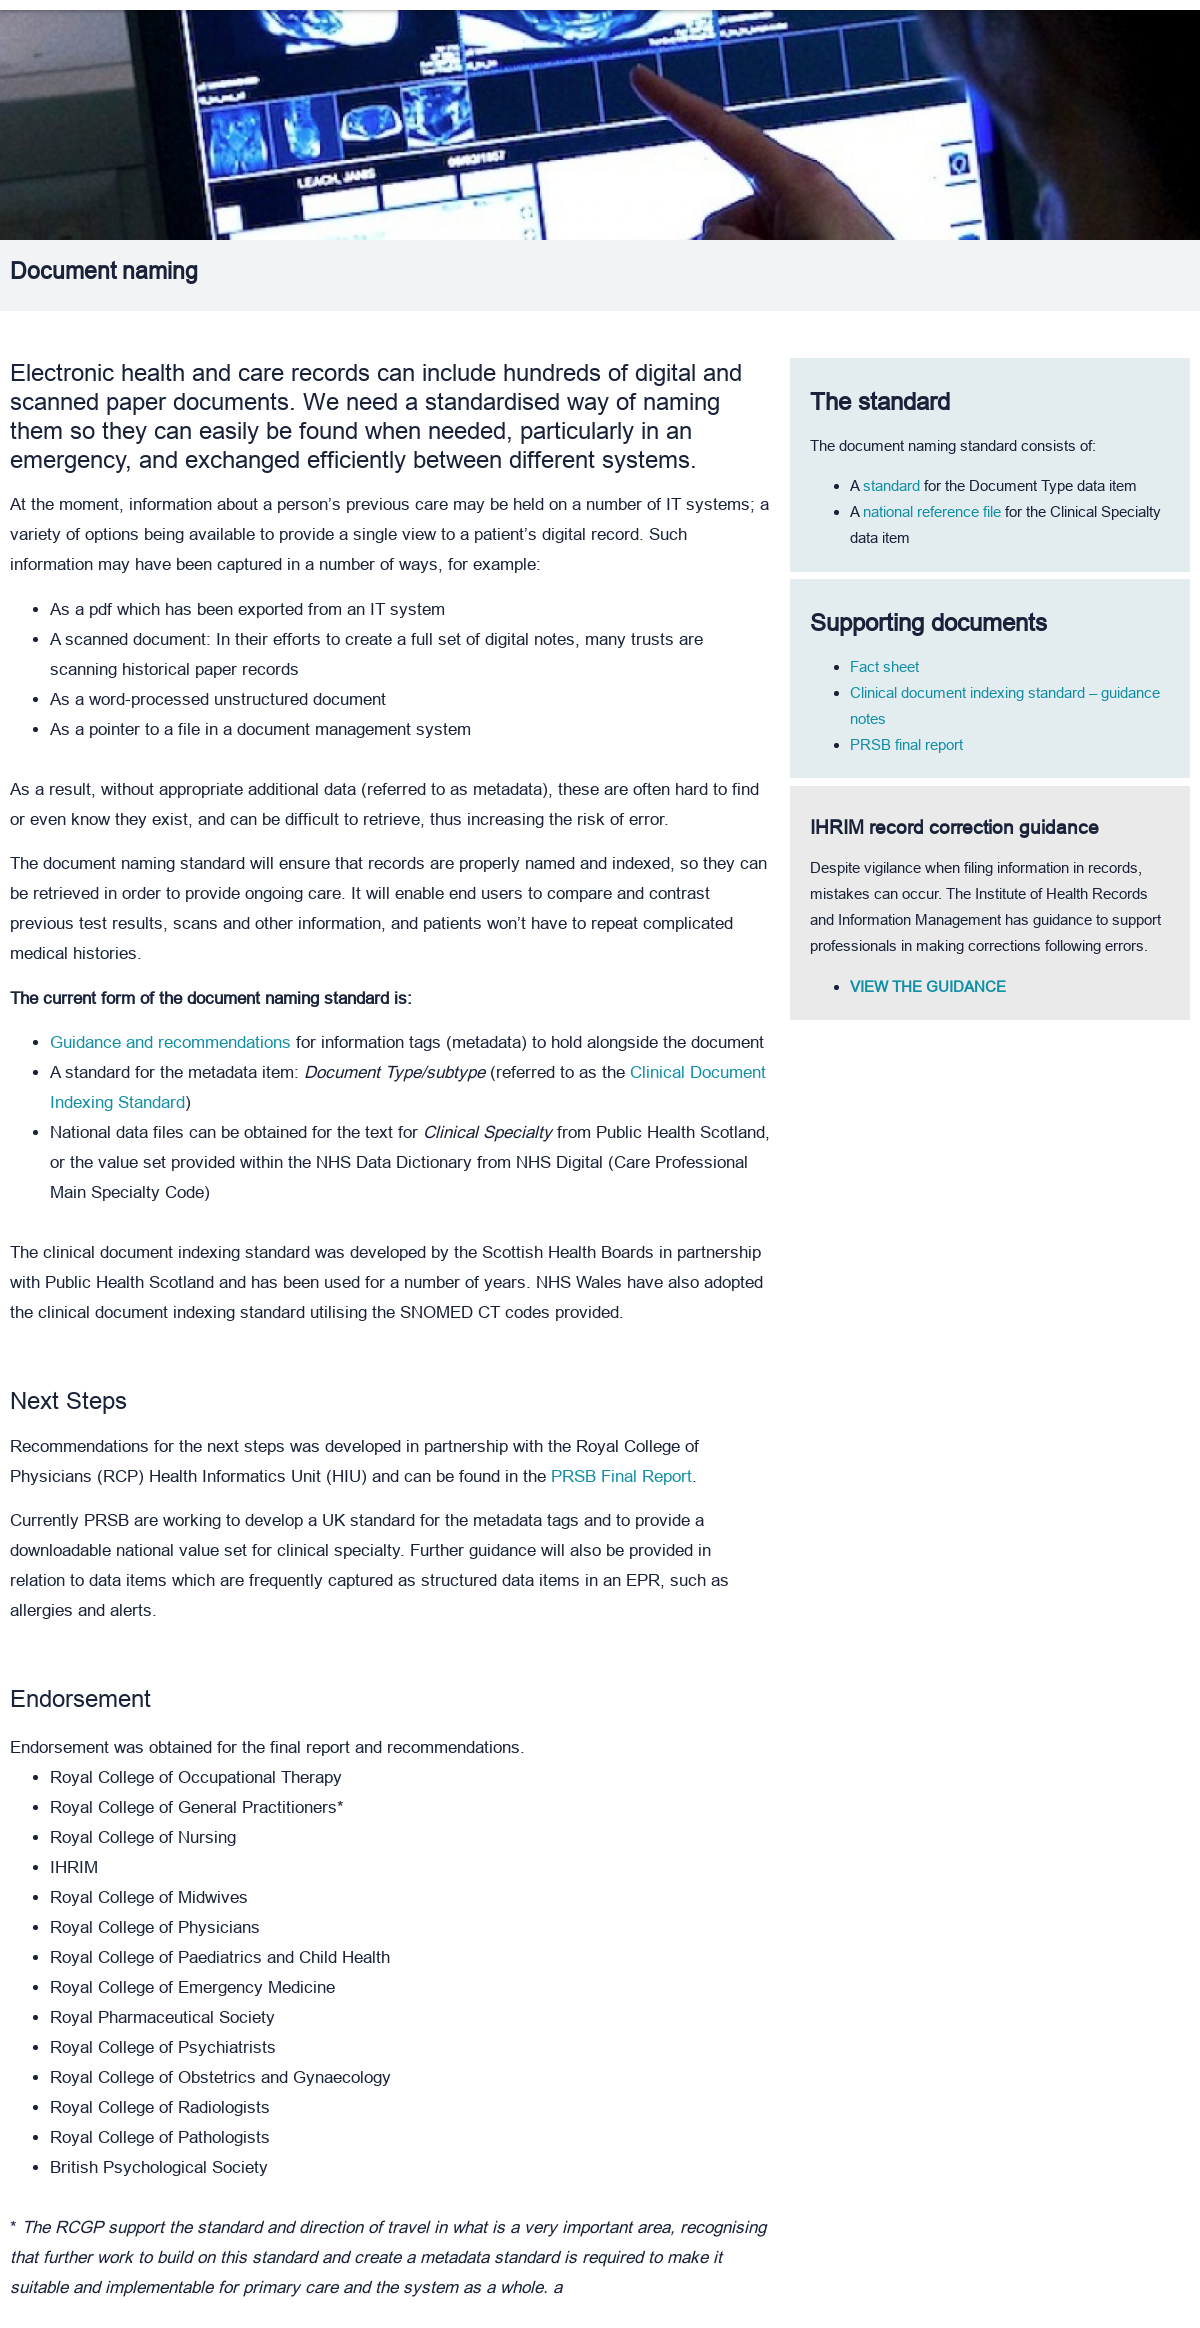 LEACH, JANIS
Document naming
Electronic health and care records can include hundreds of digital and
scanned paper documents. We need a standardised way of naming
them so they can easily be found when needed, particularly in an
emergency, and exchanged efficiently between different systems.
At the moment, information about a person’s previous care may be held on a number of IT systems; a
variety of options being available to provide a single view to a patient’s digital record. Such
information may have been captured in a number of ways, for example:
• As a pdf which has been exported from an IT system
• A scanned document: In their efforts to create a full set of digital notes, many trusts are
scanning historical paper records
• As a word-processed unstructured document
• As a pointer to a file in a document management system
As a result, without appropriate additional data (referred to as metadata), these are often hard to find
or even know they exist, and can be difficult to retrieve, thus increasing the risk of error.
The document naming standard will ensure that records are properly named and indexed, so they can
be retrieved in order to provide ongoing care. It will enable end users to compare and contrast
previous test results, scans and other information, and patients won’t have to repeat complicated
medical histories.
The current form of the document naming standard is:
• Guidance and recommendations for information tags (metadata) to hold alongside the document
• A standard for the metadata item: Document Type/subtype (referred to as the Clinical Document
Indexing Standard)
• National data files can be obtained for the text for Clinical Specialty from Public Health Scotland,
or the value set provided within the NHS Data Dictionary from NHS Digital (Care Professional
Main Specialty Code)
The clinical document indexing standard was developed by the Scottish Health Boards in partnership
with Public Health Scotland and has been used for a number of years. NHS Wales have also adopted
the clinical document indexing standard utilising the SNOMED CT codes provided.
Next Steps
Recommendations for the next steps was developed in partnership with the Royal College of
Physicians (RCP) Health Informatics Unit (HIU) and can be found in the PRSB Final Report.
Currently PRSB are working to develop a UK standard for the metadata tags and to provide a
downloadable national value set for clinical specialty. Further guidance will also be provided in
relation to data items which are frequently captured as structured data items in an EPR, such as
allergies and alerts.
Endorsement
Endorsement was obtained for the final report and recommendations.
• Royal College of Occupational Therapy
• Royal College of General Practitioners*
• Royal College of Nursing
• IHRIM
• Royal College of Midwives
• Royal College of Physicians
• Royal College of Paediatrics and Child Health
• Royal College of Emergency Medicine
• Royal Pharmaceutical Society
• Royal College of Psychiatrists
• Royal College of Obstetrics and Gynaecology
• Royal College of Radiologists
• Royal College of Pathologists
• British Psychological Society
* The RCGP support the standard and direction of travel in what is a very important area, recognising
that further work to build on this standard and create a metadata standard is required to make it
suitable and implementable for primary care and the system as a whole. a
The standard
The document naming standard consists of:
• A standard for the Document Type data item
• A national reference file for the Clinical Specialty
data item
Supporting documents
• Fact sheet
• Clinical document indexing standard – guidance
notes
• PRSB final report
IHRIM record correction guidance
Despite vigilance when filing information in records,
mistakes can occur. The Institute of Health Records
and Information Management has guidance to support
professionals in making corrections following errors.
• VIEW THE GUIDANCE